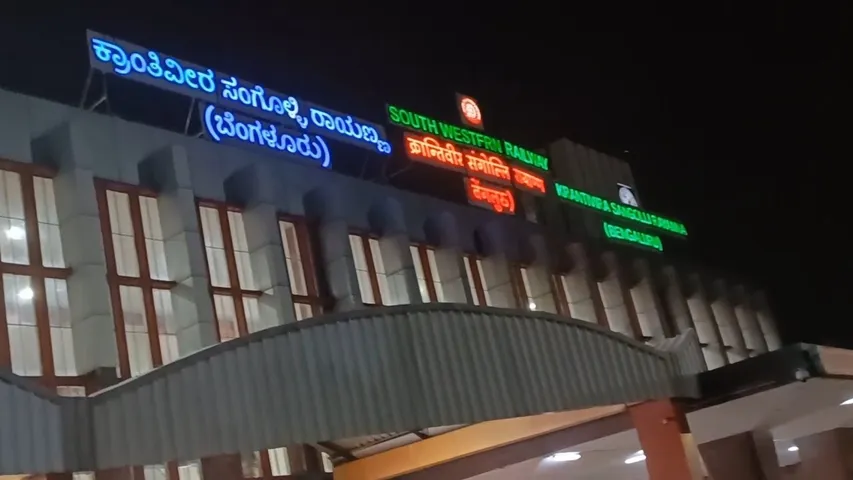 ಕ್ರಾಂತಿವೀರ ಸಂಗೊಳ್ಳಿ ರಾಯಣ್ಣ
(ಬೆಂಗಳೂರು)
SOUTH WESTERN RAILWAY
क्रान्तिवीर संगोल्लि रायण्णा
(बेंगलुरु)
KRANTIVIRA SANGOLLI RAYANNA
(BENGALURU)